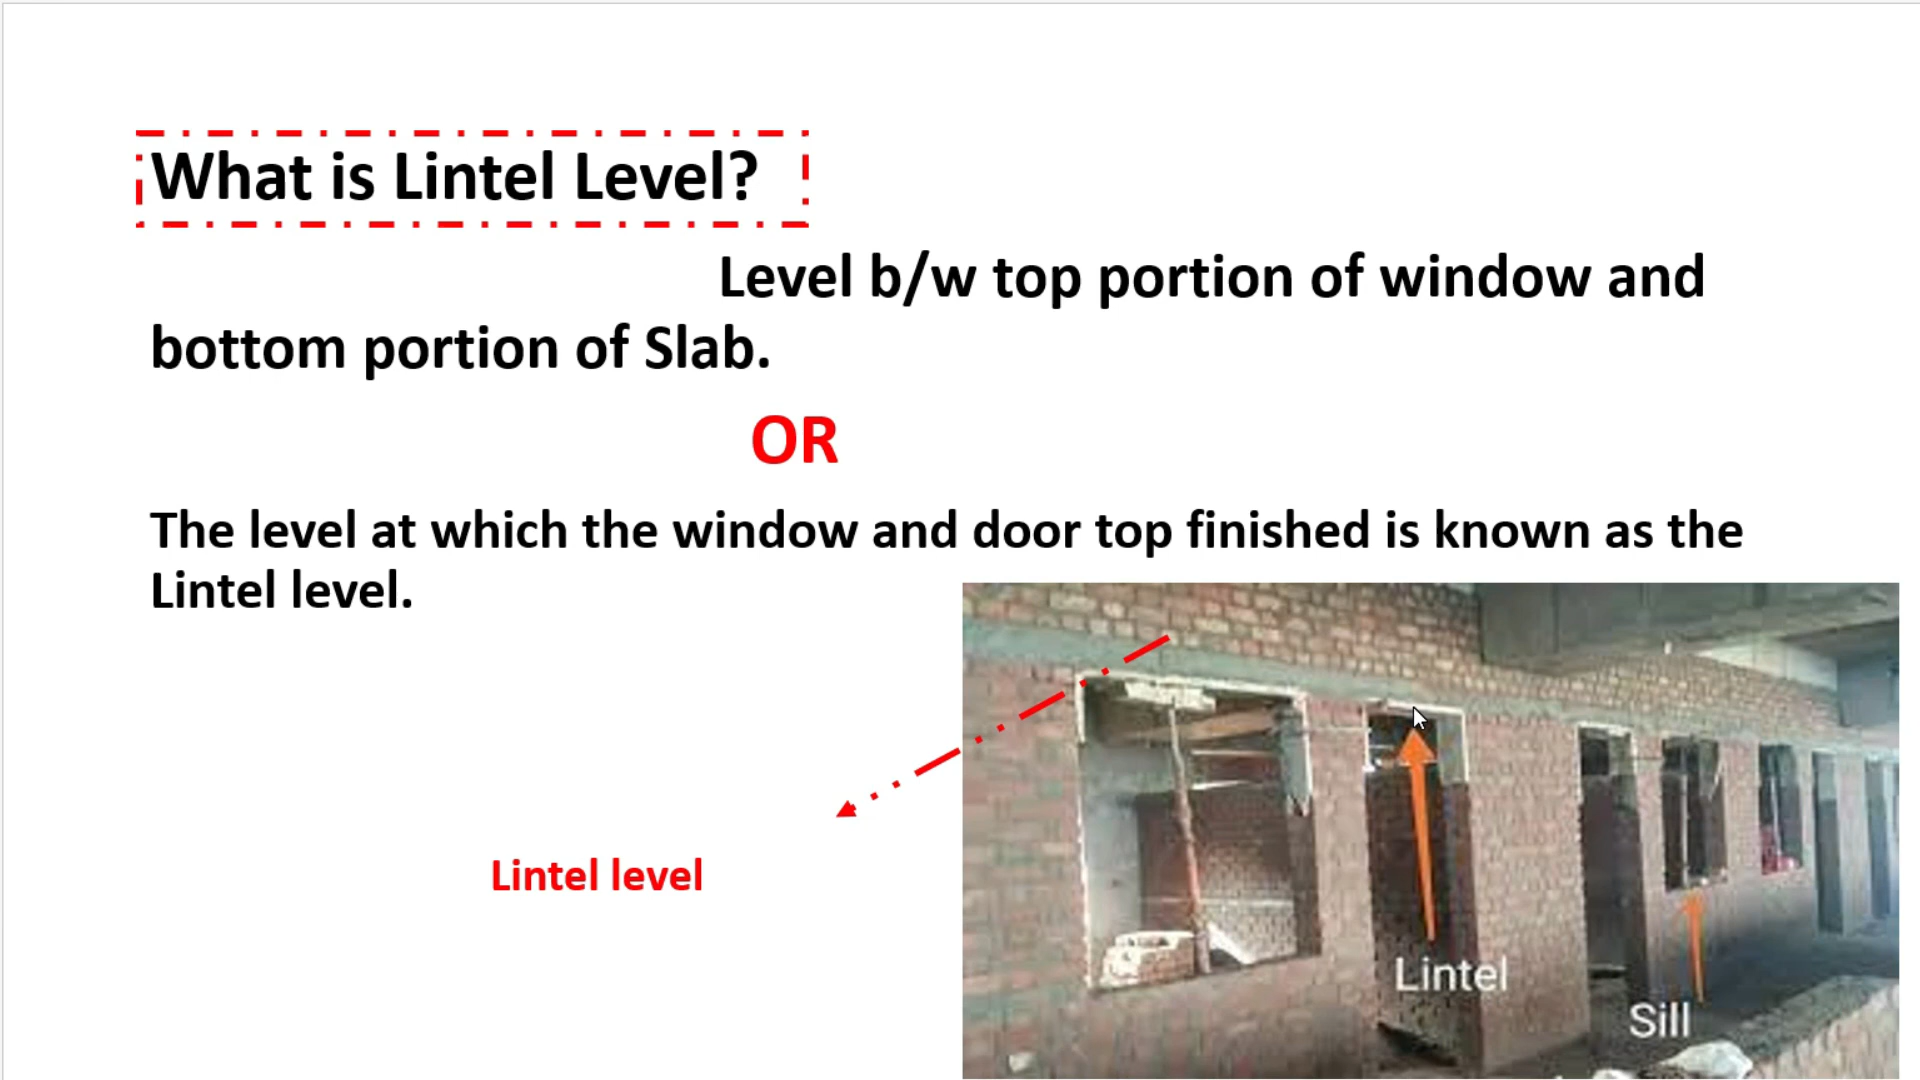 What is Lintel Level?
Level b/w top portion of window and
bottom portion of Slab.
OR
The level at which the window and door top finished is known as the
Lintel level.
Lintel level
Lintel
Sill